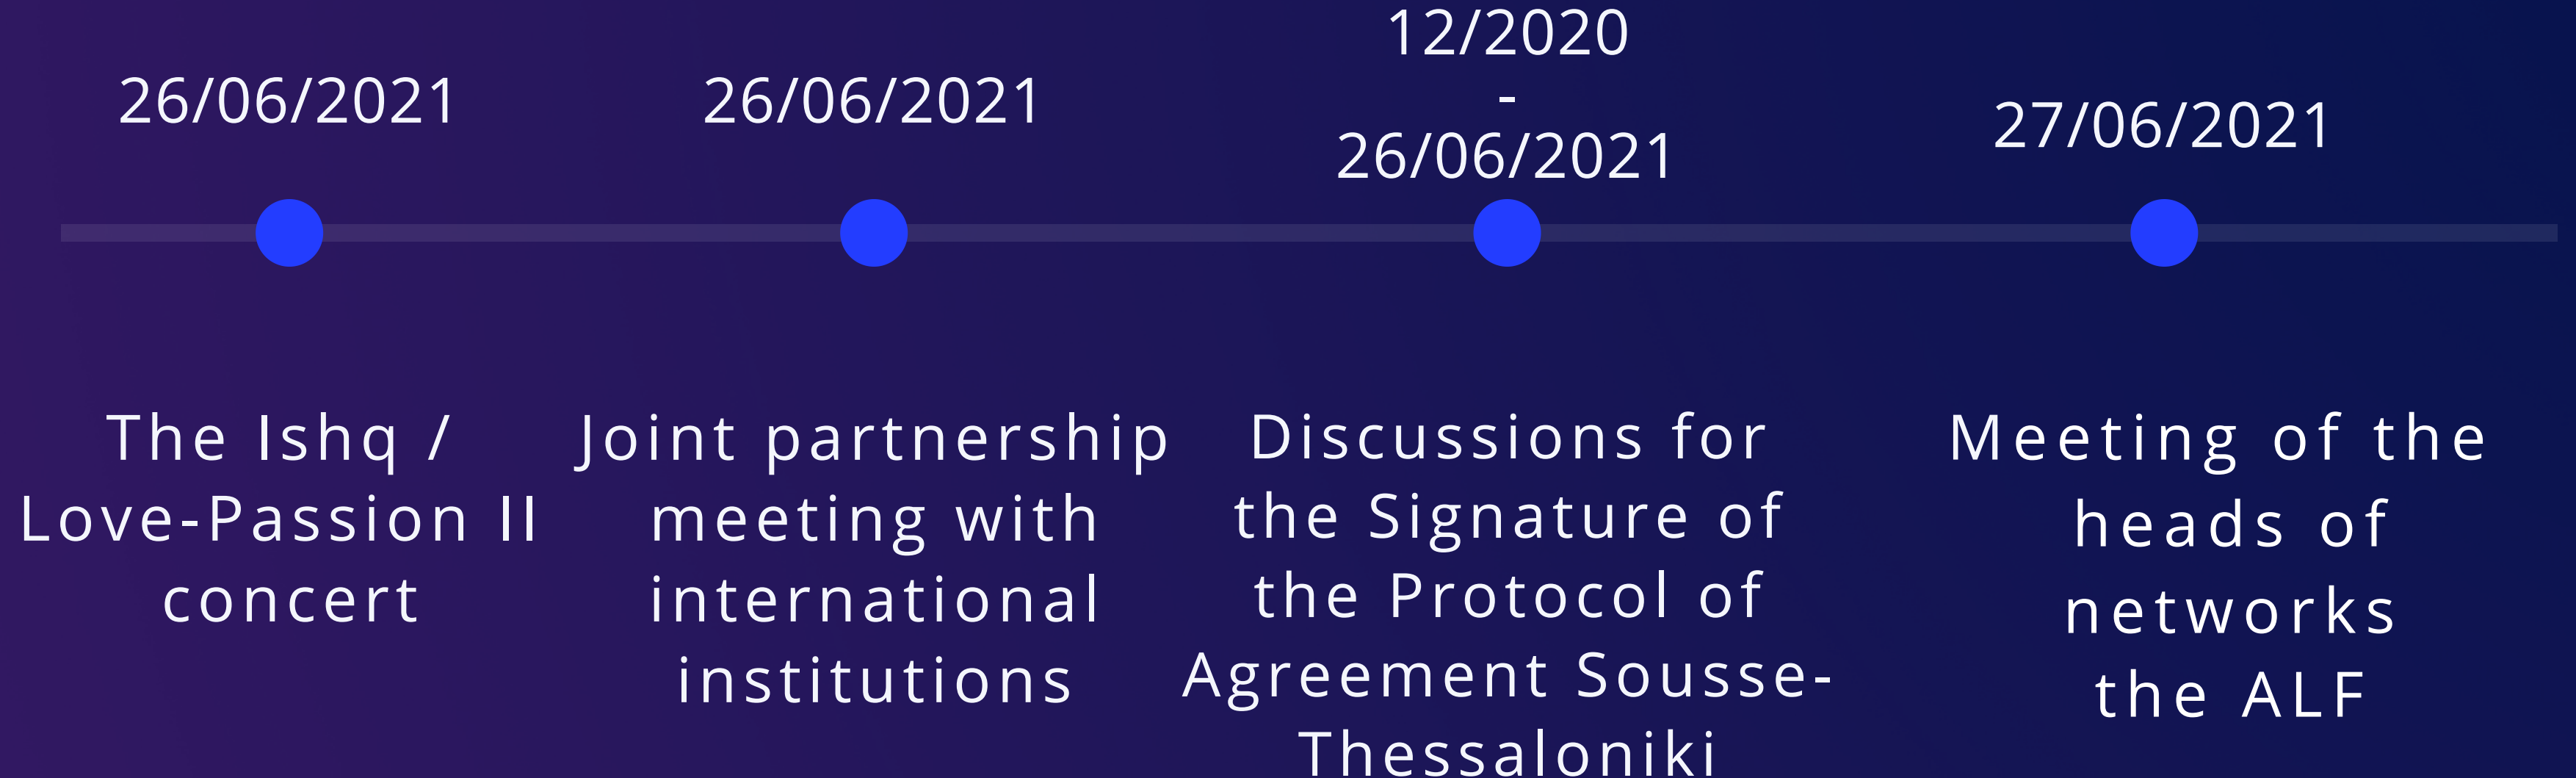 26/06/2021
The Ishq /
Love-Passion II
concert
26/06/2021
Joint partnership
meeting with
international
institutions
12/2020
-
26/06/2021
Discussions for
the Signature of
the Protocol of
Agreement Sousse-
Thessaloniki
27/06/2021
Meeting of the
heads of
networks
the ALF